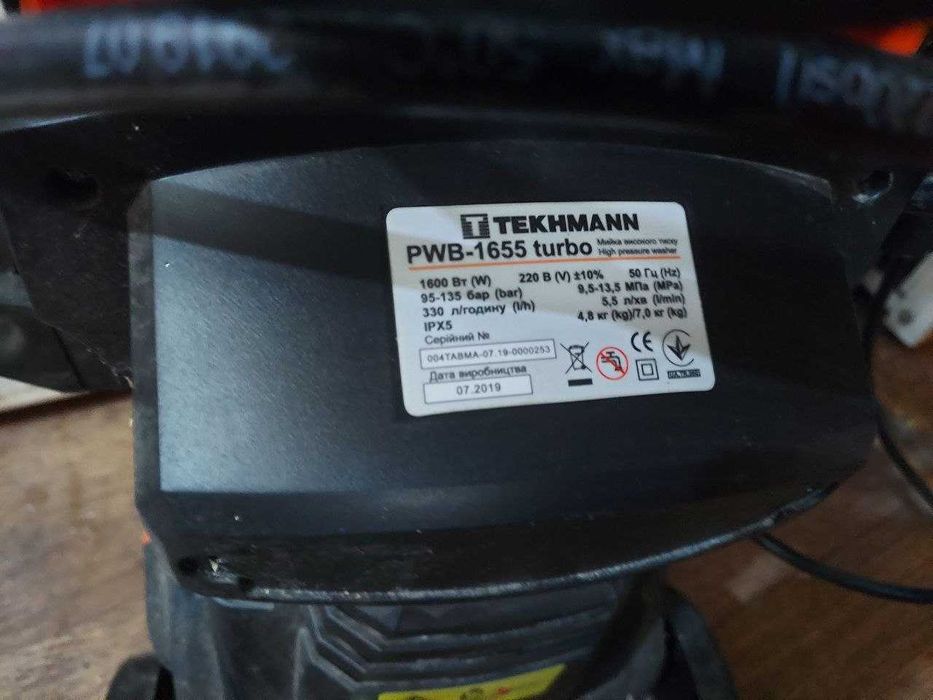 TEKHMANN
PWB-1655 turbo
Мийка високого тиску
High pressure washer
1600 Вт (W) 220 В (V) ±10% 50 Гц (Hz)
95-135 бар (bar) 9,5-13,5 МПа (MPa)
330 л/годину (l/h) 5,5 л/хв (l/min)
IPX5 4,8 кг (kg)/7,0 кг (kg)
Серійний №
004TABMA-07.19-0000253
Дата виробництва
07.2019
CE